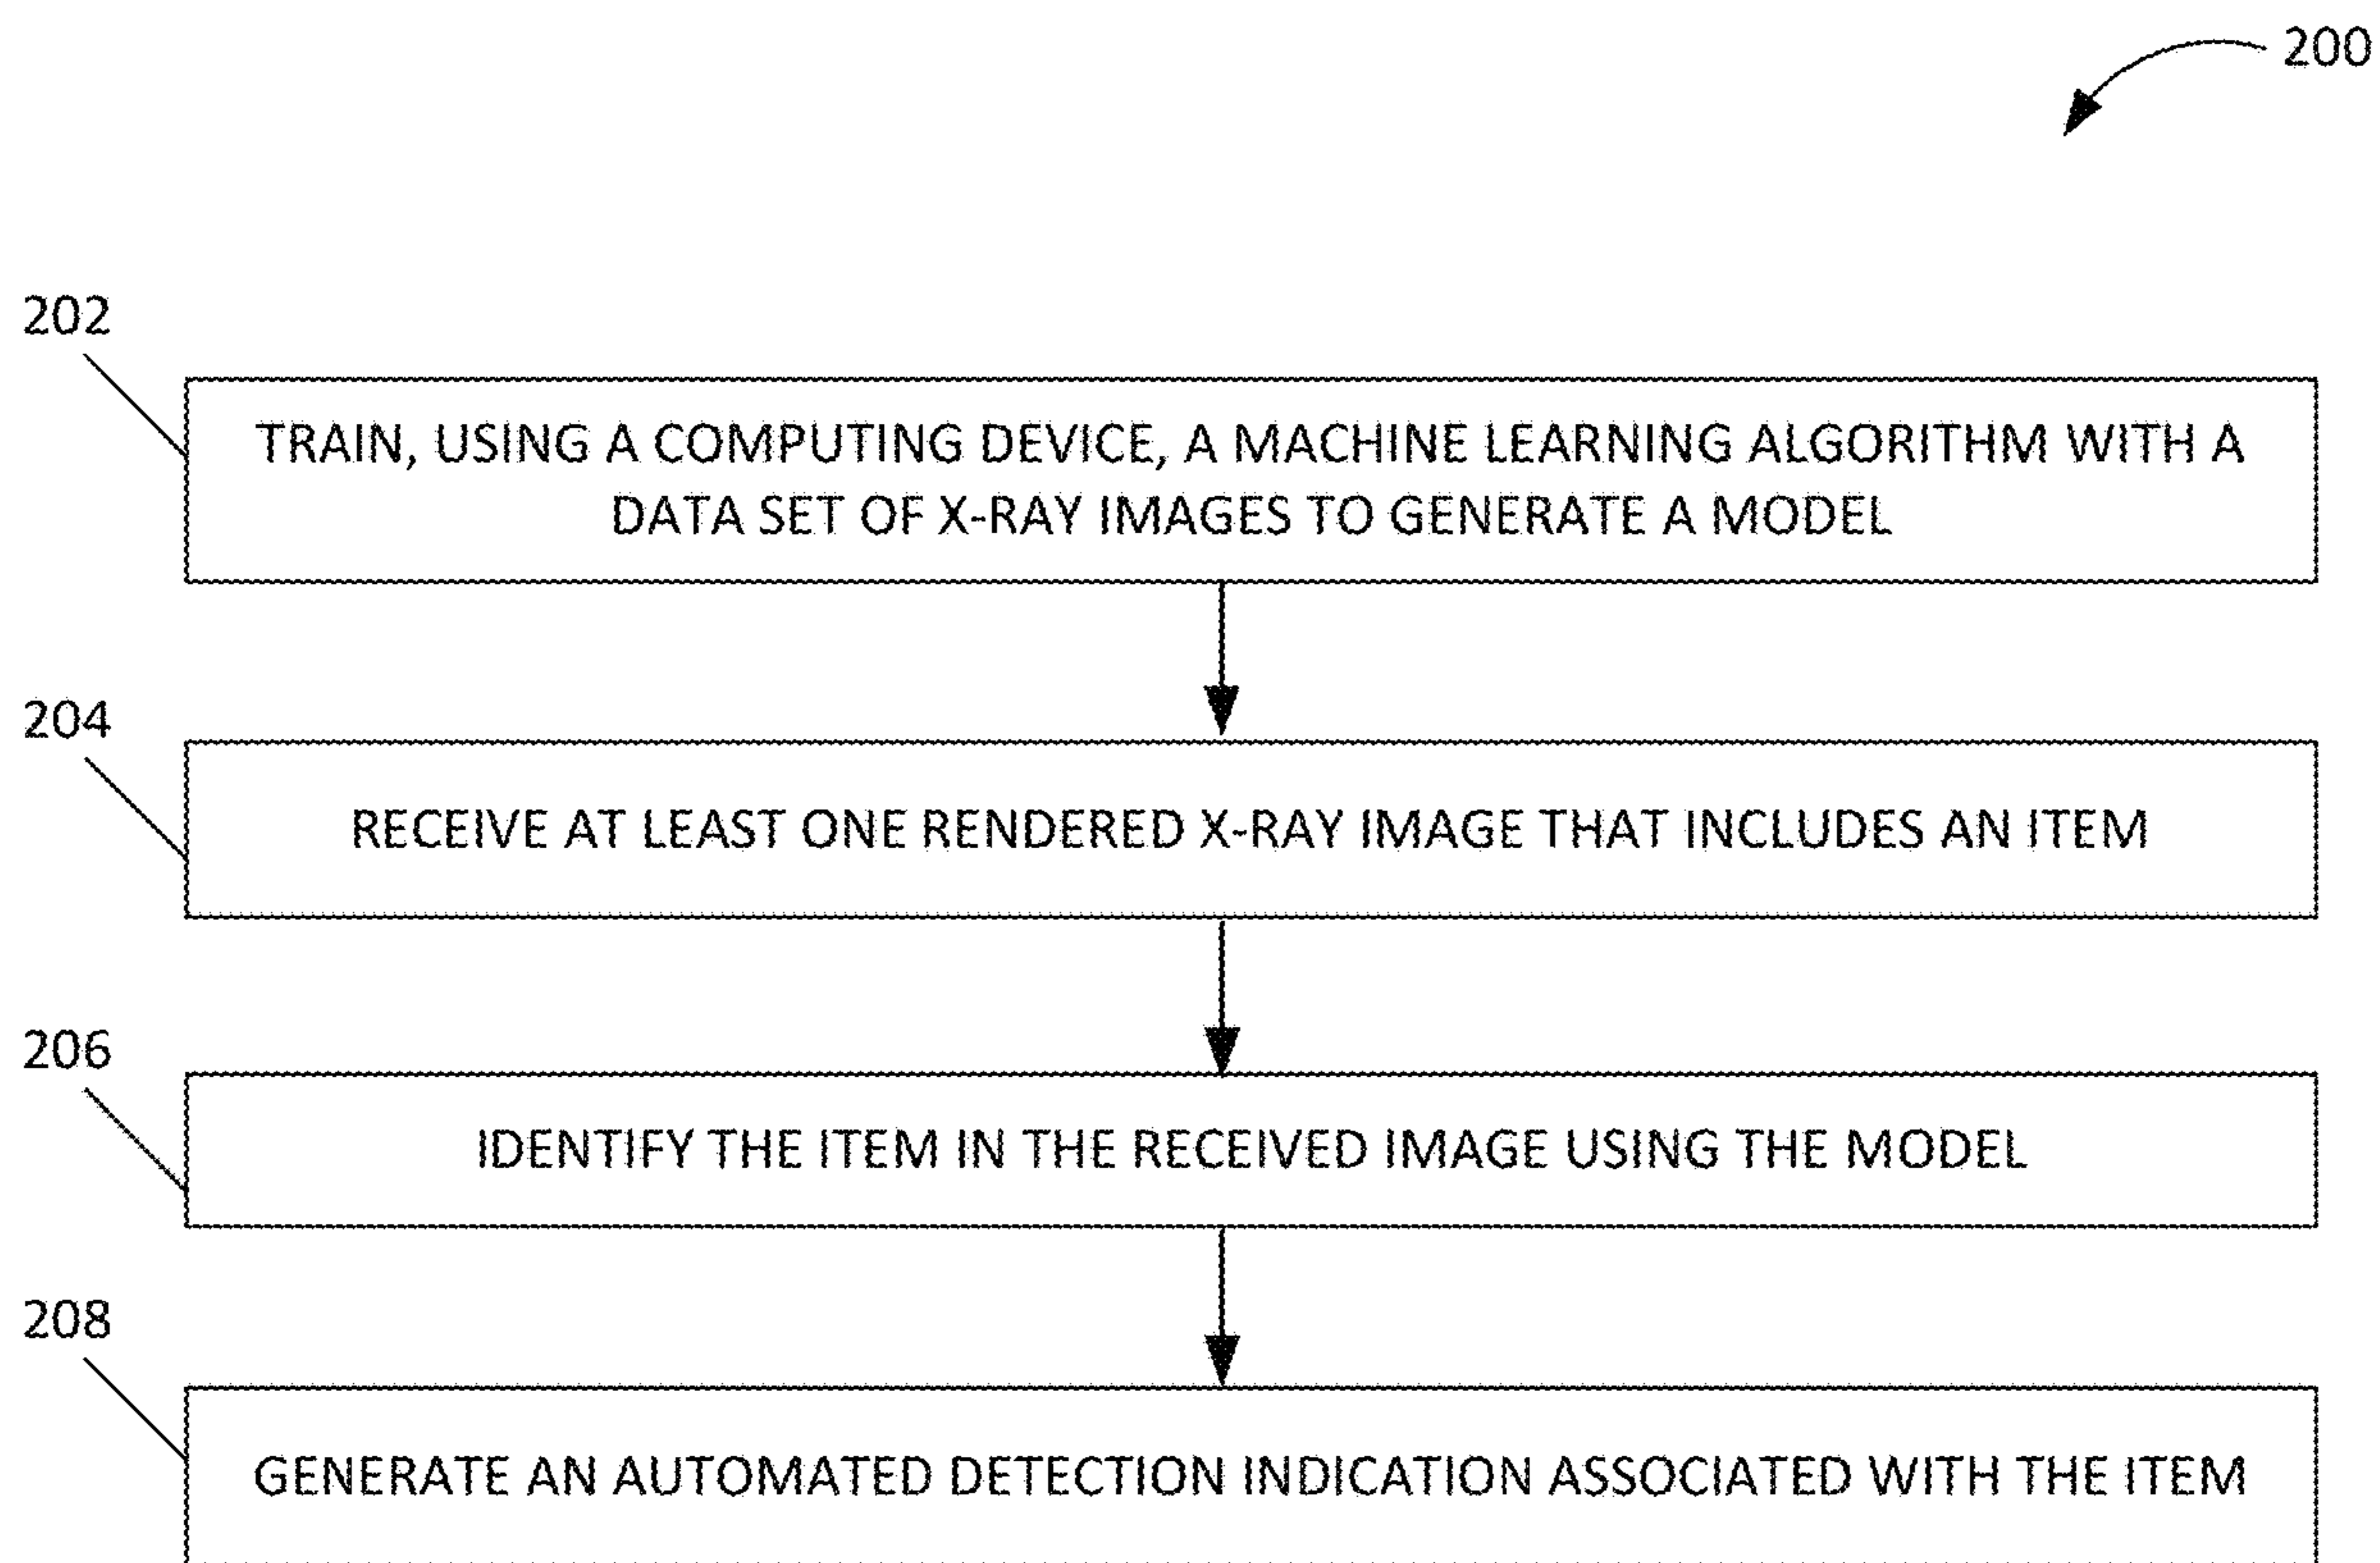 200
202
TRAIN, USING A COMPUTING DEVICE, A MACHINE LEARNING ALGORITHM WITH A
DATA SET OF X-RAY IMAGES TO GENERATE A MODEL
204
RECEIVE AT LEAST ONE RENDERED X-RAY IMAGE THAT INCLUDES AN ITEM
206
IDENTIFY THE ITEM IN THE RECEIVED IMAGE USING THE MODEL
208
GENERATE AN AUTOMATED DETECTION INDICATION ASSOCIATED WITH THE ITEM